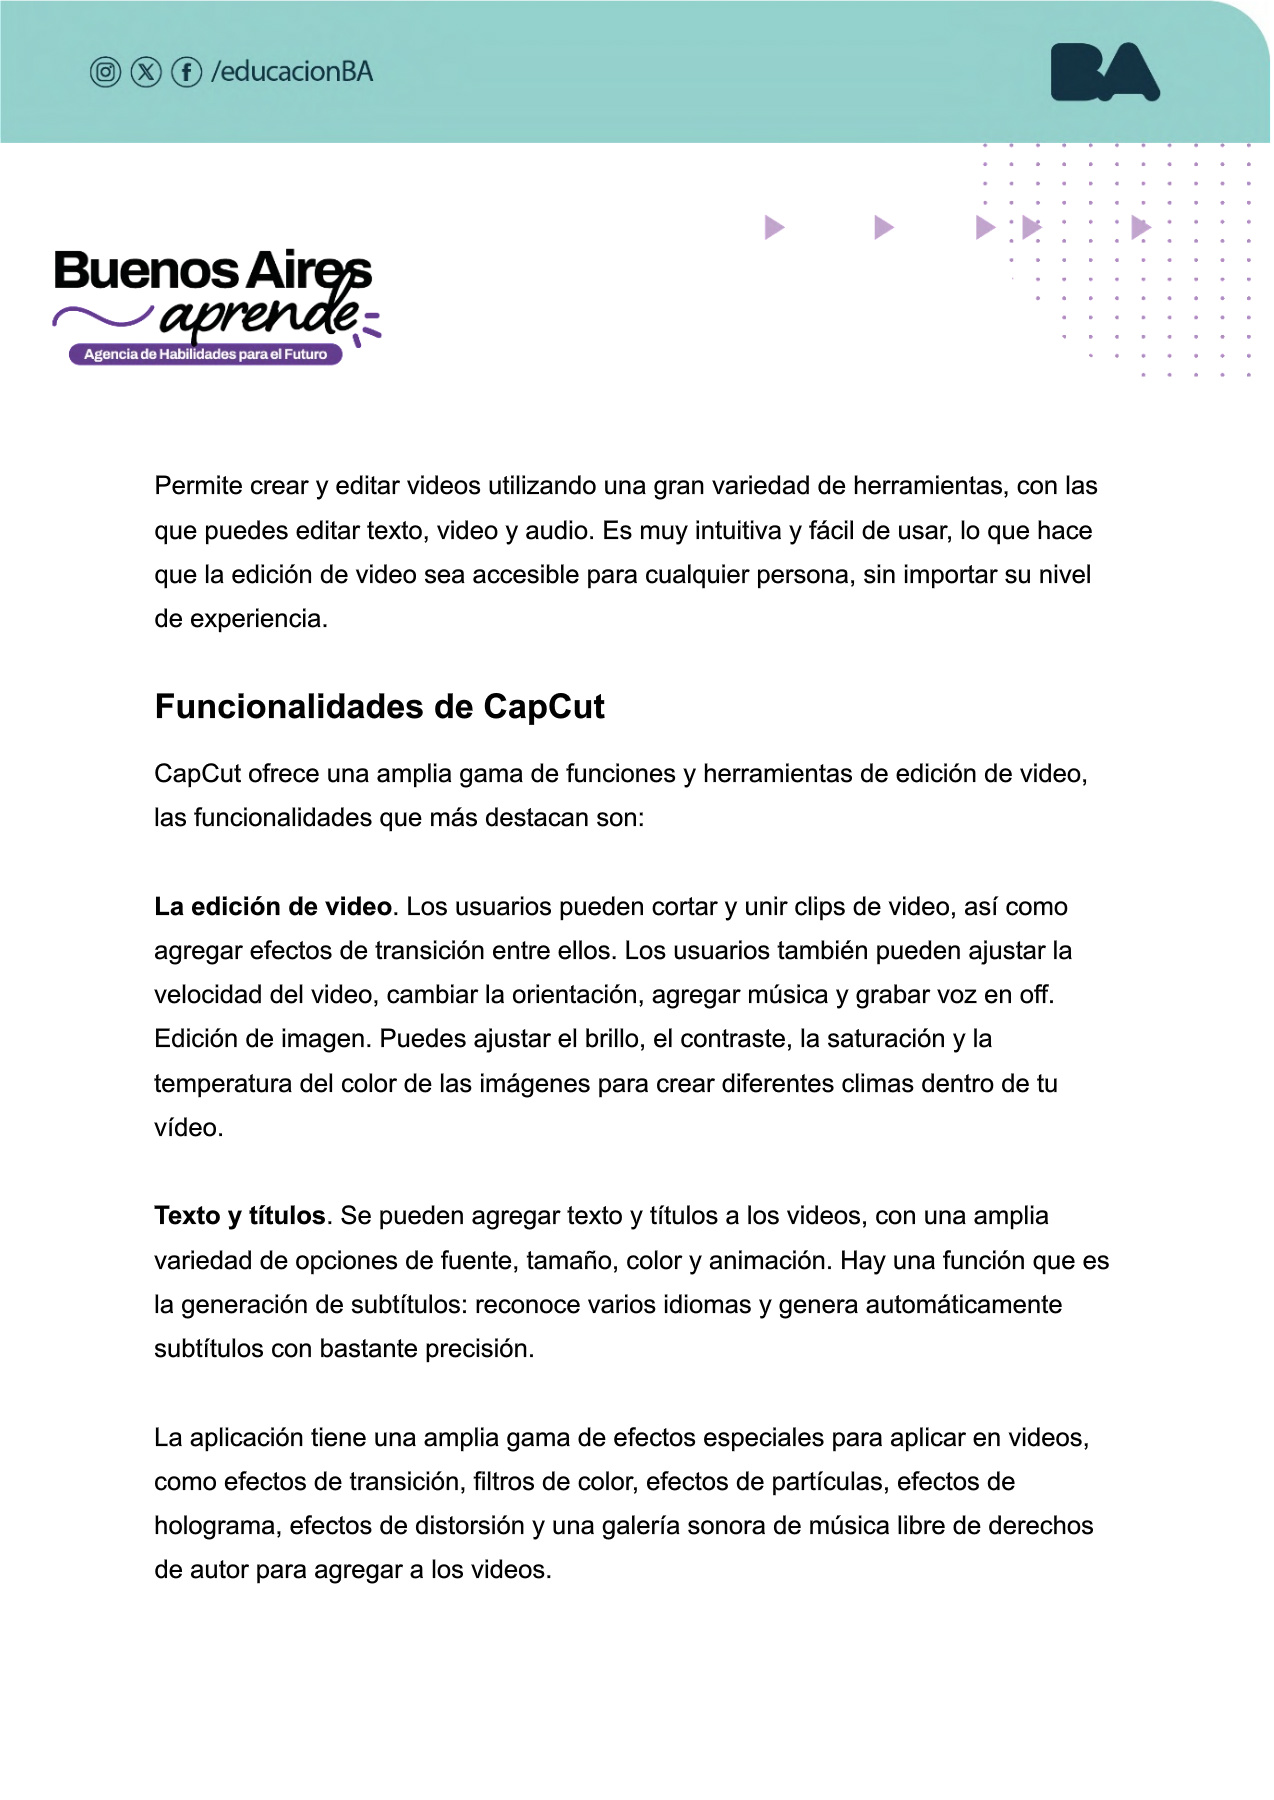 /educacionBA
BA
Buenos Aires
aprende
Agencia de Habilidades para el Futuro
Permite crear y editar videos utilizando una gran variedad de herramientas, con las
que puedes editar texto, video y audio. Es muy intuitiva y fácil de usar, lo que hace
que la edición de video sea accesible para cualquier persona, sin importar su nivel
de experiencia.
Funcionalidades de CapCut
CapCut ofrece una amplia gama de funciones y herramientas de edición de video,
las funcionalidades que más destacan son:
La edición de video. Los usuarios pueden cortar y unir clips de video, así como
agregar efectos de transición entre ellos. Los usuarios también pueden ajustar la
velocidad del video, cambiar la orientación, agregar música y grabar voz en off.
Edición de imagen. Puedes ajustar el brillo, el contraste, la saturación y la
temperatura del color de las imágenes para crear diferentes climas dentro de tu
vídeo.
Texto y títulos. Se pueden agregar texto y títulos a los videos, con una amplia
variedad de opciones de fuente, tamaño, color y animación. Hay una función que es
la generación de subtítulos: reconoce varios idiomas y genera automáticamente
subtítulos con bastante precisión.
La aplicación tiene una amplia gama de efectos especiales para aplicar en videos,
como efectos de transición, filtros de color, efectos de partículas, efectos de
holograma, efectos de distorsión y una galería sonora de música libre de derechos
de autor para agregar a los videos.